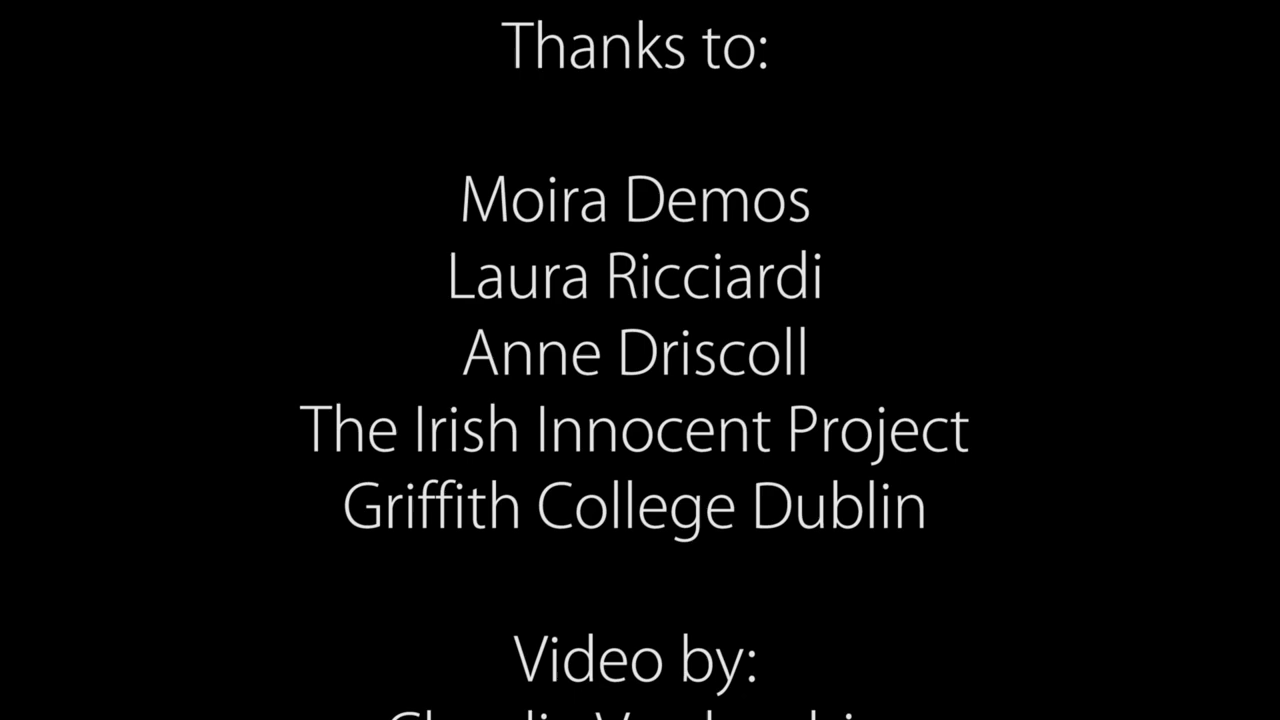 Thanks to:
Moira Demos
Laura Ricciardi
Anne Driscoll
The Irish Innocent Project
Griffith College Dublin
Video by: